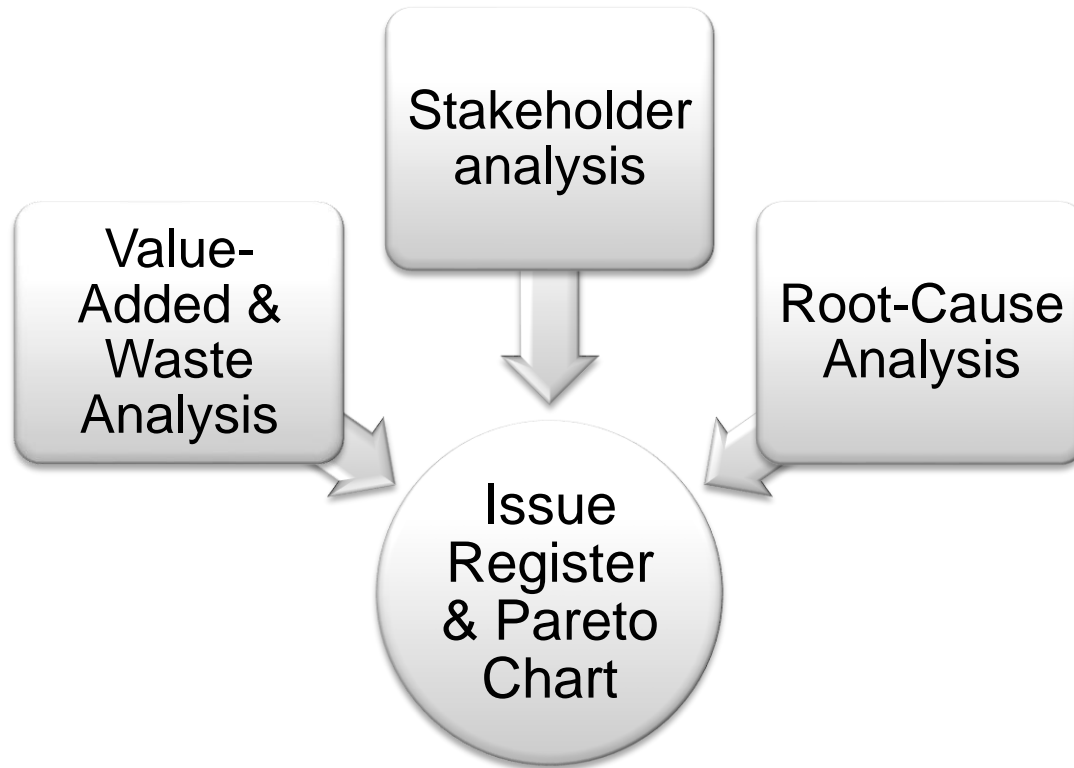 Stakeholder
analysis
Value-
Added &
Waste
Analysis
Root-Cause
Analysis
Issue
Register
& Pareto
Chart